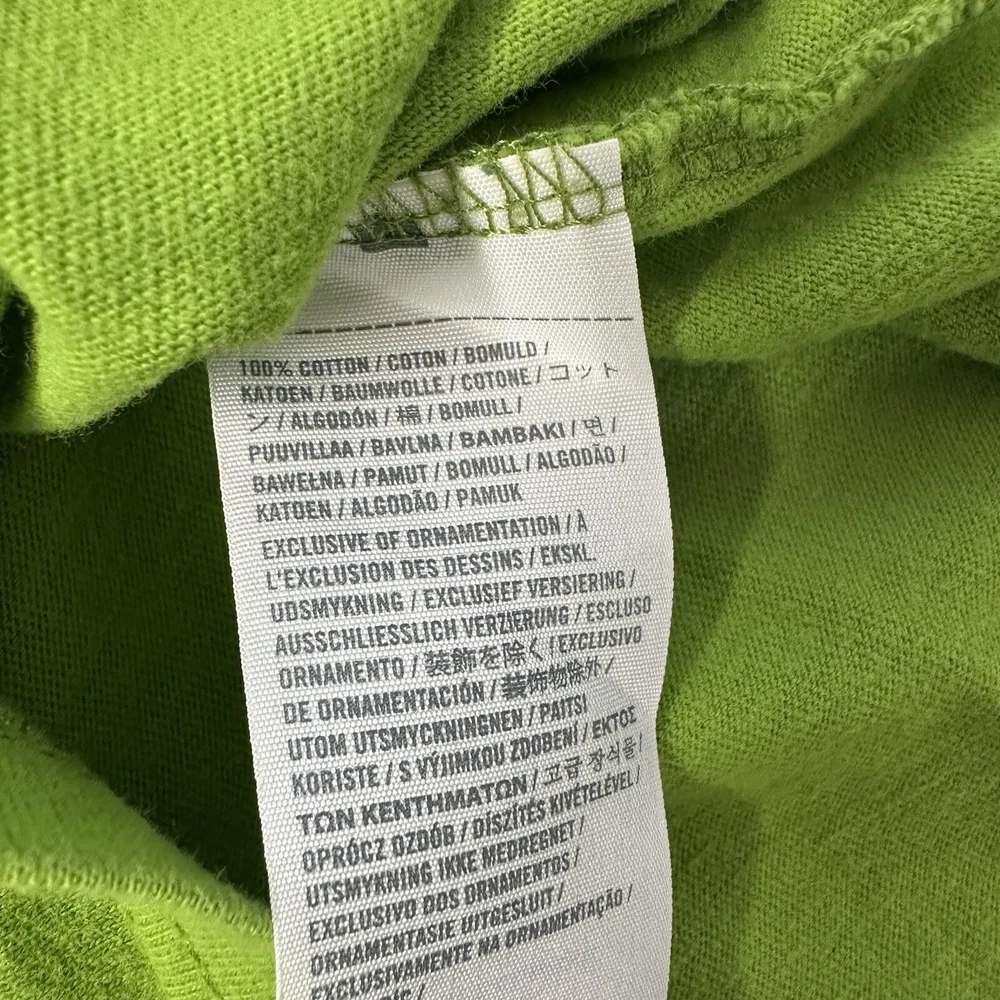 100% COTTON / COTON / BOMULD /
KATOEN / BAUMWOLLE / COTONE / コット
ン / ALGODÓN / 棉 / BOMULL /
PUUVILLAA / BAVLNA / BAMBAKI / 면 /
BAWEŁNA / PAMUT / BOMULL / ALGODÃO /
KATOEN / ALGODÃO / PAMUK
EXCLUSIVE OF ORNAMENTATION / À
L'EXCLUSION DES DESSINS / EKSKL.
UDSMYKNING / EXCLUSIEF VERSIERING /
AUSSCHLIESSLICH VERZIERUNG / ESCLUSO
ORNAMENTO / 装飾を除く / EXCLUSIVO
DE ORNAMENTACIÓN / 装饰物除外 /
UTOM UTSMYCKNINGNEN / PAITSI
KORISTE / S VÝJIMKOU ZDOBENÍ / ΕΚΤΟΣ
ΤΩΝ ΚΕΝΤΗΜΑΤΩΝ / 고급 장식물 /
OPRÓCZ OZDÓB / DÍSZÍTÉS KIVÉTELÉVEL /
UTSMYKNING IKKE MEDREGNET /
EXCLUSIVO DOS ORNAMENTOS /
ORNAMENTASIE UITGESLUIT /
EXCLUSIVAMENTE NA ORNAMENTAÇÃO /